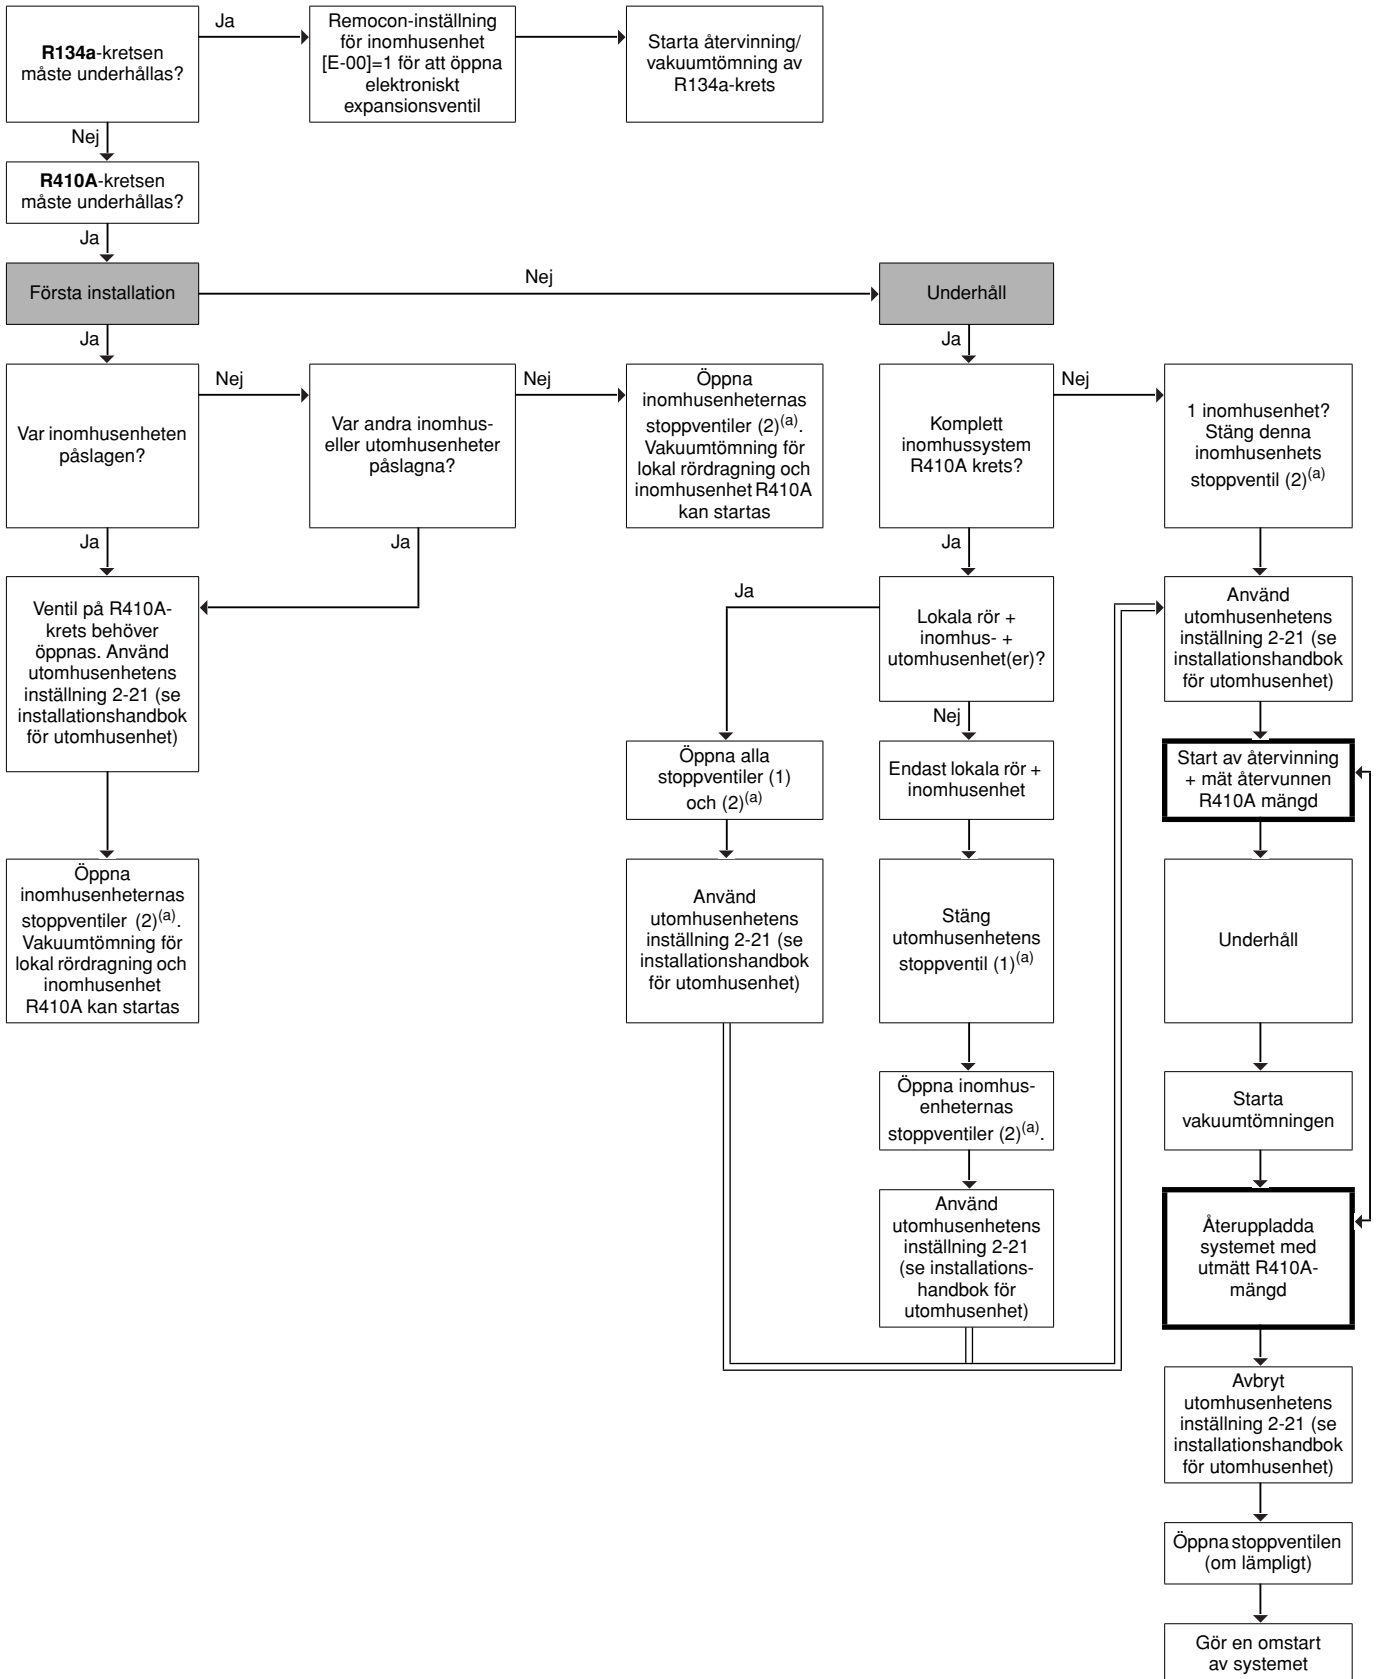 R134a-kretsen
måste underhållas?
Ja
Remocon-inställning
för inomhusenhet
[E-00]=1 för att öppna
elektroniskt
expansionsventil
Starta återvinning/
vakuumtömning av
R134a-krets
Nej
R410A-kretsen
måste underhållas?
Ja
Första installation
Nej
Underhåll
Ja
Ja
Var inomhusenheten
påslagen?
Nej
Var andra inomhus-
eller utomhusenheter
påslagna?
Nej
Öppna
inomhusenheternas
stoppventiler (2)(a).
Vakuumtömning för
lokal rördragning och
inomhusenhet R410A
kan startas
Komplett
inomhussystem
R410A krets?
Nej
1 inomhusenhet?
Stäng denna
inomhusenhets
stoppventil (2)(a)
Ja
Ja
Ja
Ventil på R410A-
krets behöver
öppnas. Använd
utomhusenhetens
inställning 2-21 (se
installationshandbok
för utomhusenhet)
Ja
Lokala rör +
inomhus- +
utomhusenhet(er)?
Använd
utomhusenhetens
inställning 2-21 (se
installationshandbok
för utomhusenhet)
Nej
Öppna alla
stoppventiler (1)
och (2)(a)
Endast lokala rör +
inomhusenhet
Start av återvinning
+ mät återvunnen
R410A mängd
Öppna
inomhusenheternas
stoppventiler (2)(a).
Vakuumtömning för
lokal rördragning och
inomhusenhet
R410A kan startas
Använd
utomhusenhetens
inställning 2-21 (se
installationshandbok
för utomhusenhet)
Stäng
utomhusenhetens
stoppventil (1)(a)
Underhåll
Öppna inomhus-
enheternas
stoppventiler (2)(a).
Starta
vakuumtömningen
Använd
utomhusenhetens
inställning 2-21
(se installations-
handbok för
utomhusenhet)
Återuppladda
systemet med
utmätt R410A-
mängd
Avbryt
utomhusenhetens
inställning 2-21 (se
installationshandbok
för utomhusenhet)
Öppna stoppventilen
(om lämpligt)
Gör en omstart
av systemet